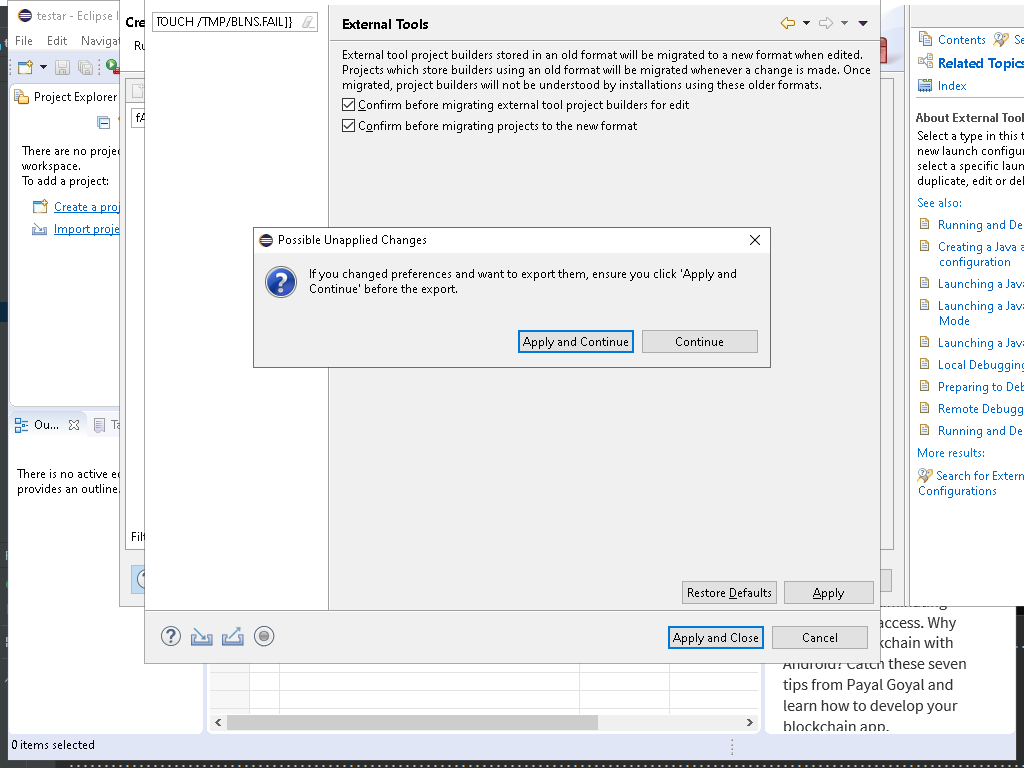 testar - Eclipse I
File Edit Navigat
Project Explorer
There are no proje
workspace.
To add a project:
Create a proj
Import proje
Ou...
Ta
There is no active e
provides an outline.
0 items selected
Cre
Ru
fA
Filt
TOUCH /TMP/BLNS.FAIL]}
External Tools
External tool project builders stored in an old format will be migrated to a new format when edited.
Projects which store builders using an old format will be migrated whenever a change is made. Once
migrated, project builders will not be understood by installations using these older formats.
Confirm before migrating external tool project builders for edit
Confirm before migrating projects to the new format
Possible Unapplied Changes
If you changed preferences and want to export them, ensure you click 'Apply and
Continue' before the export.
Apply and Continue Continue
Restore Defaults Apply
Apply and Close Cancel
Contents Se
Related Topics
Index
About External Tool
Select a type in this t
new launch configur
select a specific laun
duplicate, edit or del
See also:
Running and De
Creating a Java a
configuration
Launching a Java
Launching a Java
Mode
Launching a Java
Local Debugging
Preparing to Deb
Remote Debugg
Running and De
More results:
Search for Extern
Configurations
access. Why
kchain with
Android? Catch these seven
tips from Payal Goyal and
learn how to develop your
blockchain app.